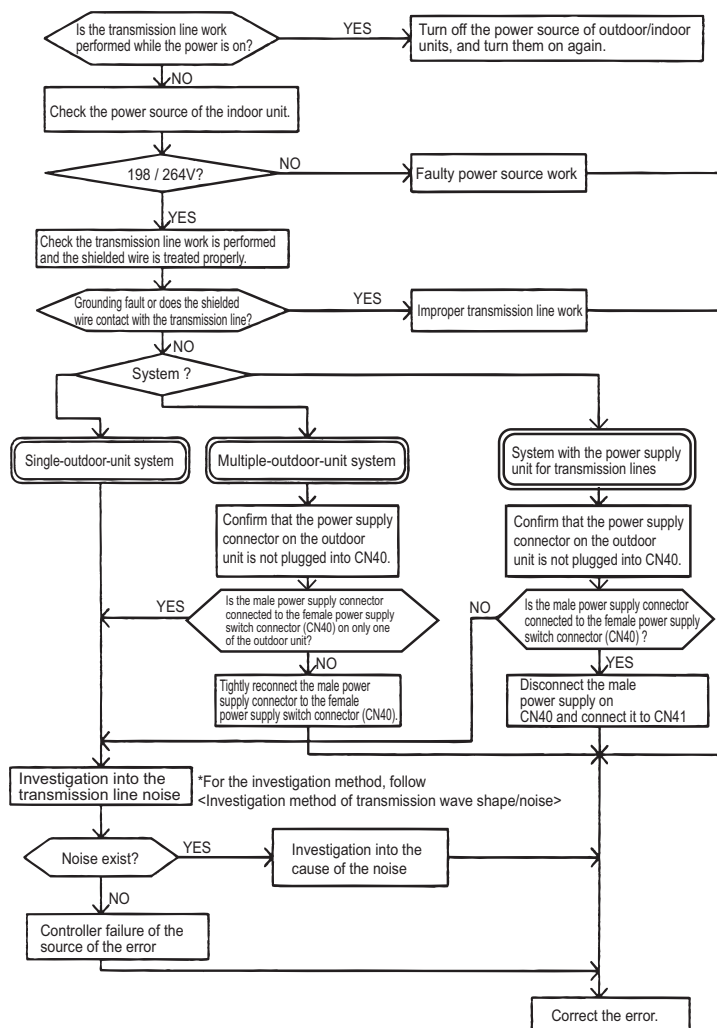 Is the transmission line work
performed while the power is on?
YES
Turn off the power source of outdoor/indoor
units, and turn them on again.
NO
Check the power source of the indoor unit.
198 / 264V?
NO
Faulty power source work
YES
Check the transmission line work is performed
and the shielded wire is treated properly.
Grounding fault or does the shielded
wire contact with the transmission line?
YES
Improper transmission line work
NO
System ?
Single-outdoor-unit system
Multiple-outdoor-unit system
System with the power supply
unit for transmission lines
Confirm that the power supply
connector on the outdoor
unit is not plugged into CN40.
Confirm that the power supply
connector on the outdoor
unit is not plugged into CN40.
YES
Is the male power supply connector
connected to the female power supply
switch connector (CN40) on only one
of the outdoor unit?
NO
Is the male power supply connector
connected to the female power supply
switch connector (CN40) ?
NO
YES
Tightly reconnect the male power
supply connector to the female
power supply switch connector (CN40).
Disconnect the male
power supply on
CN40 and connect it to CN41
Investigation into the
transmission line noise
*For the investigation method, follow
<Investigation method of transmission wave shape/noise>
Noise exist?
YES
Investigation into the
cause of the noise
NO
Controller failure of the
source of the error
Correct the error.